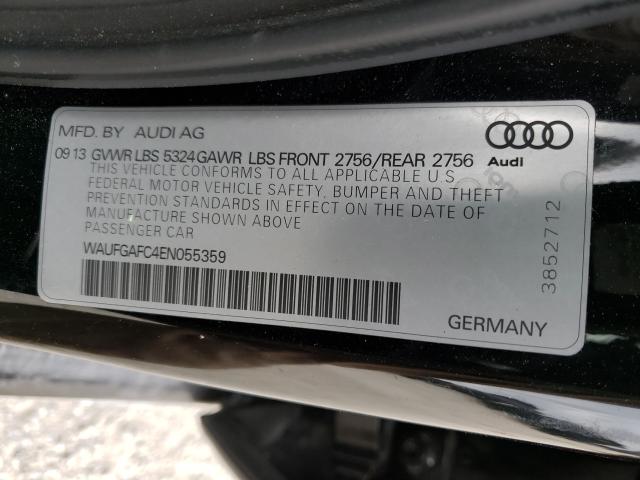 MFD. BY AUDI AG
09 13 GVWR LBS 5324 GAWR LBS FRONT 2756/REAR 2756
Audi
THIS VEHICLE CONFORMS TO ALL APPLICABLE U.S
FEDERAL MOTOR VEHICLE SAFETY, BUMPER AND THEFT
PREVENTION STANDARDS IN EFFECT ON THE DATE OF
MANUFACTURE SHOWN ABOVE
PASSENGER CAR
WAUFGAFC4EN055359
GERMANY
3852712